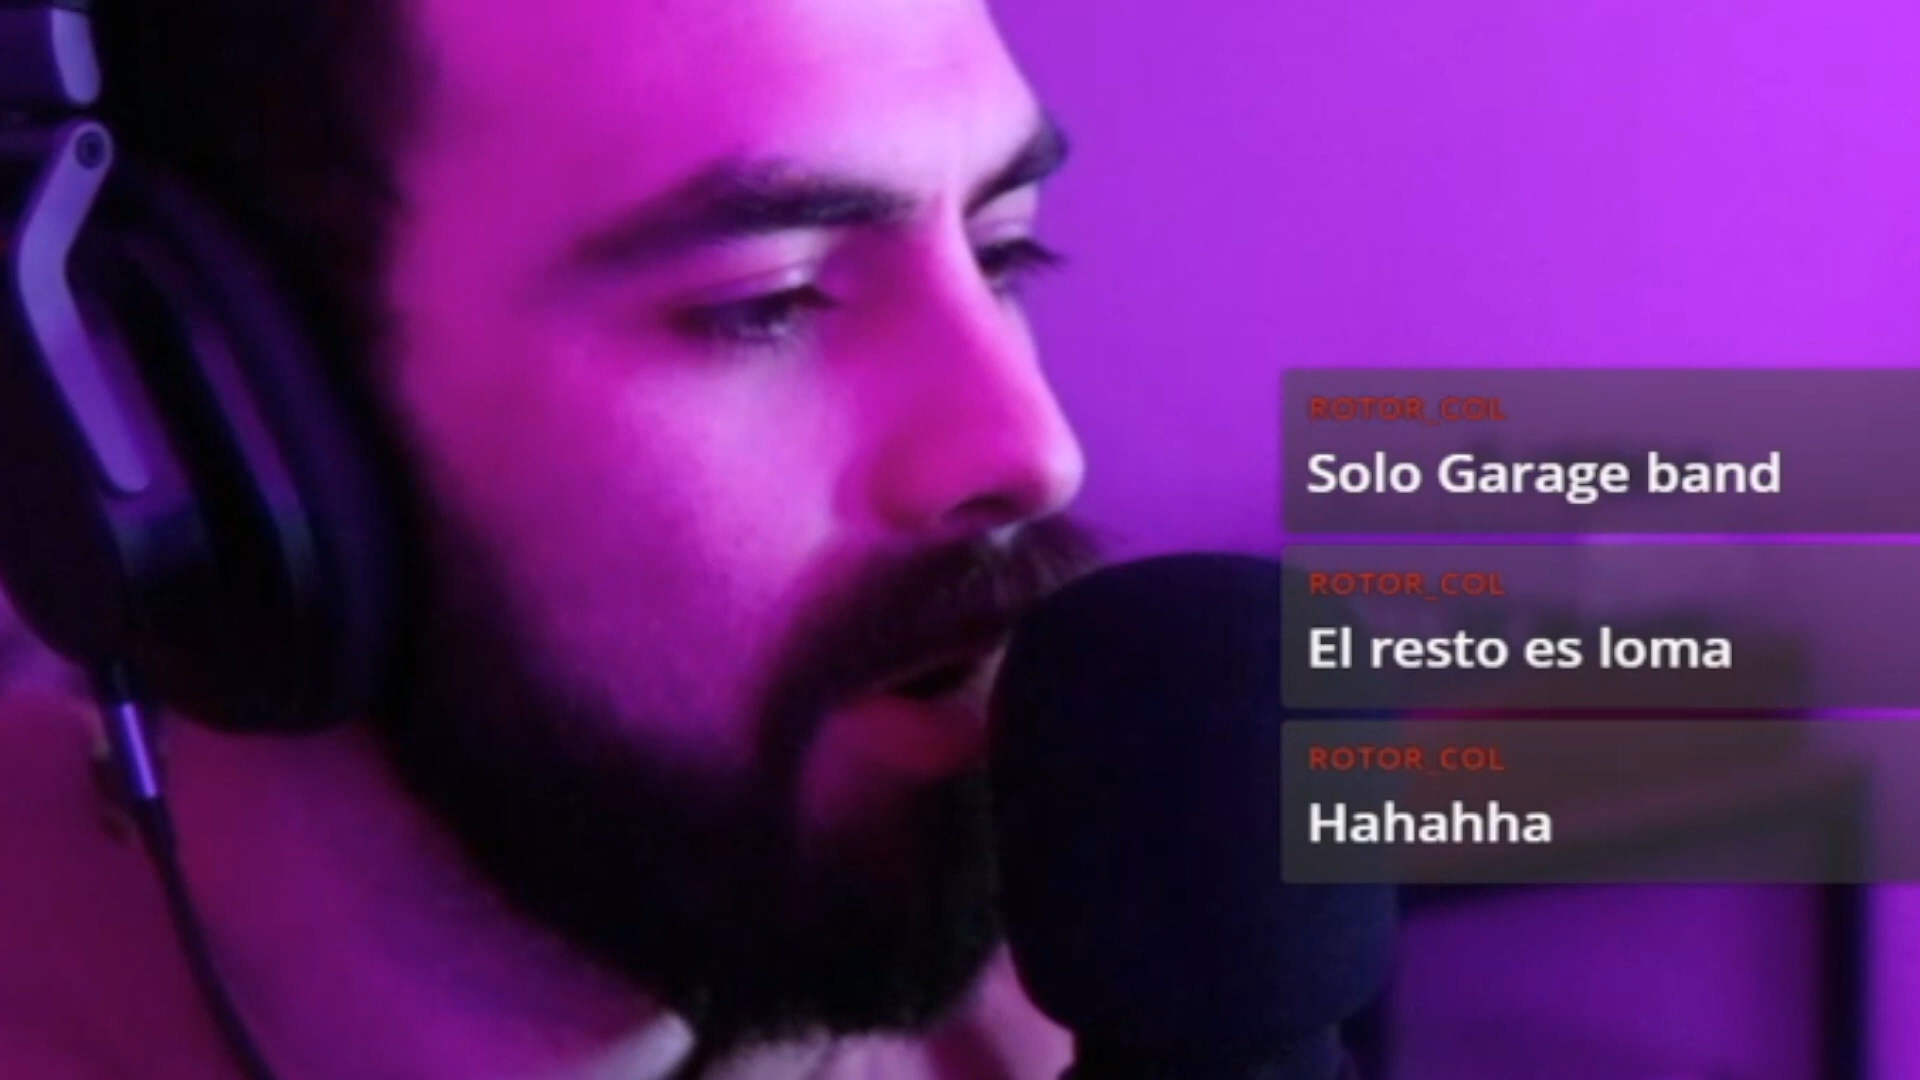 ROTOR_COL
Solo Garage band
ROTOR_COL
El resto es loma
ROTOR_COL
Hahahha